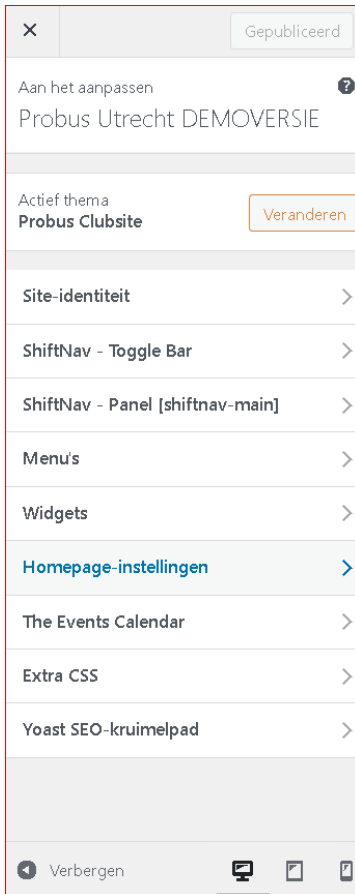 Gepubliceerd
Aan het aanpassen
Probus Utrecht DEMOVERSIE
Actief thema
Probus Clubsite
Veranderen
Site-identiteit
ShiftNav - Toggle Bar
ShiftNav - Panel [shiftnav-main]
Menu's
Widgets
Homepage-instellingen
The Events Calendar
Extra CSS
Yoast SEO-kruimelpad
Verbergen